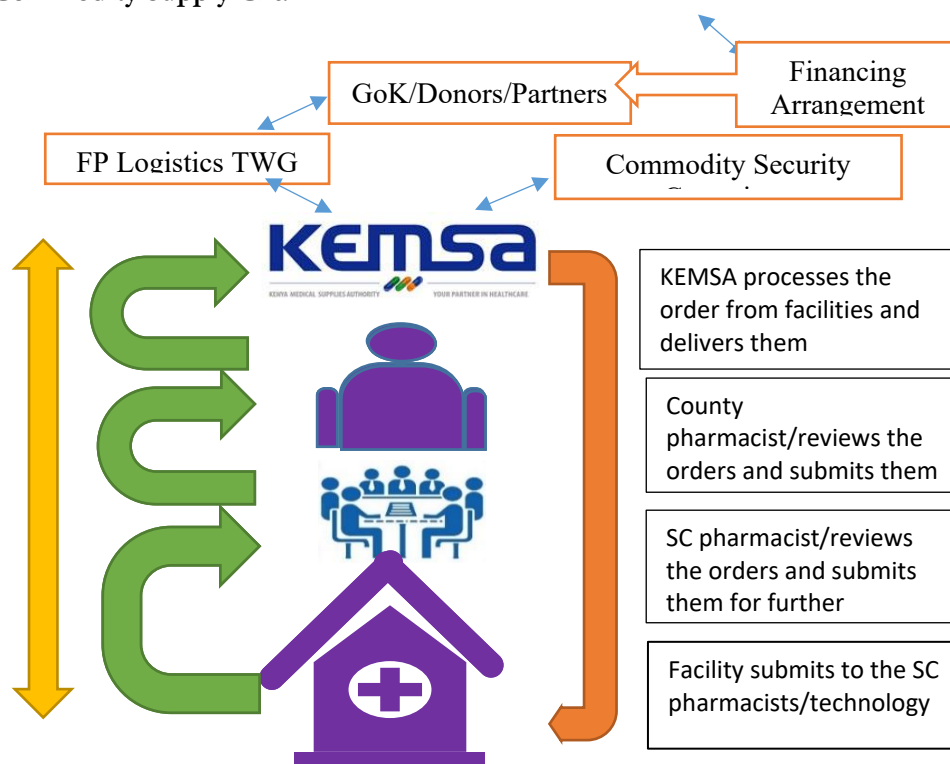 Financing
Arrangement
GoK/Donors/Partners
FP Logistics TWG
Commodity Security
KEMSA
KENYA MEDICAL SUPPLIES AUTHORITY
YOUR PARTNER IN HEALTHCARE
KEMSA processes the
order from facilities and
delivers them
County
pharmacist/reviews the
orders and submits them
SC pharmacist/reviews
the orders and submits
them for further
Facility submits to the SC
pharmacists/technology